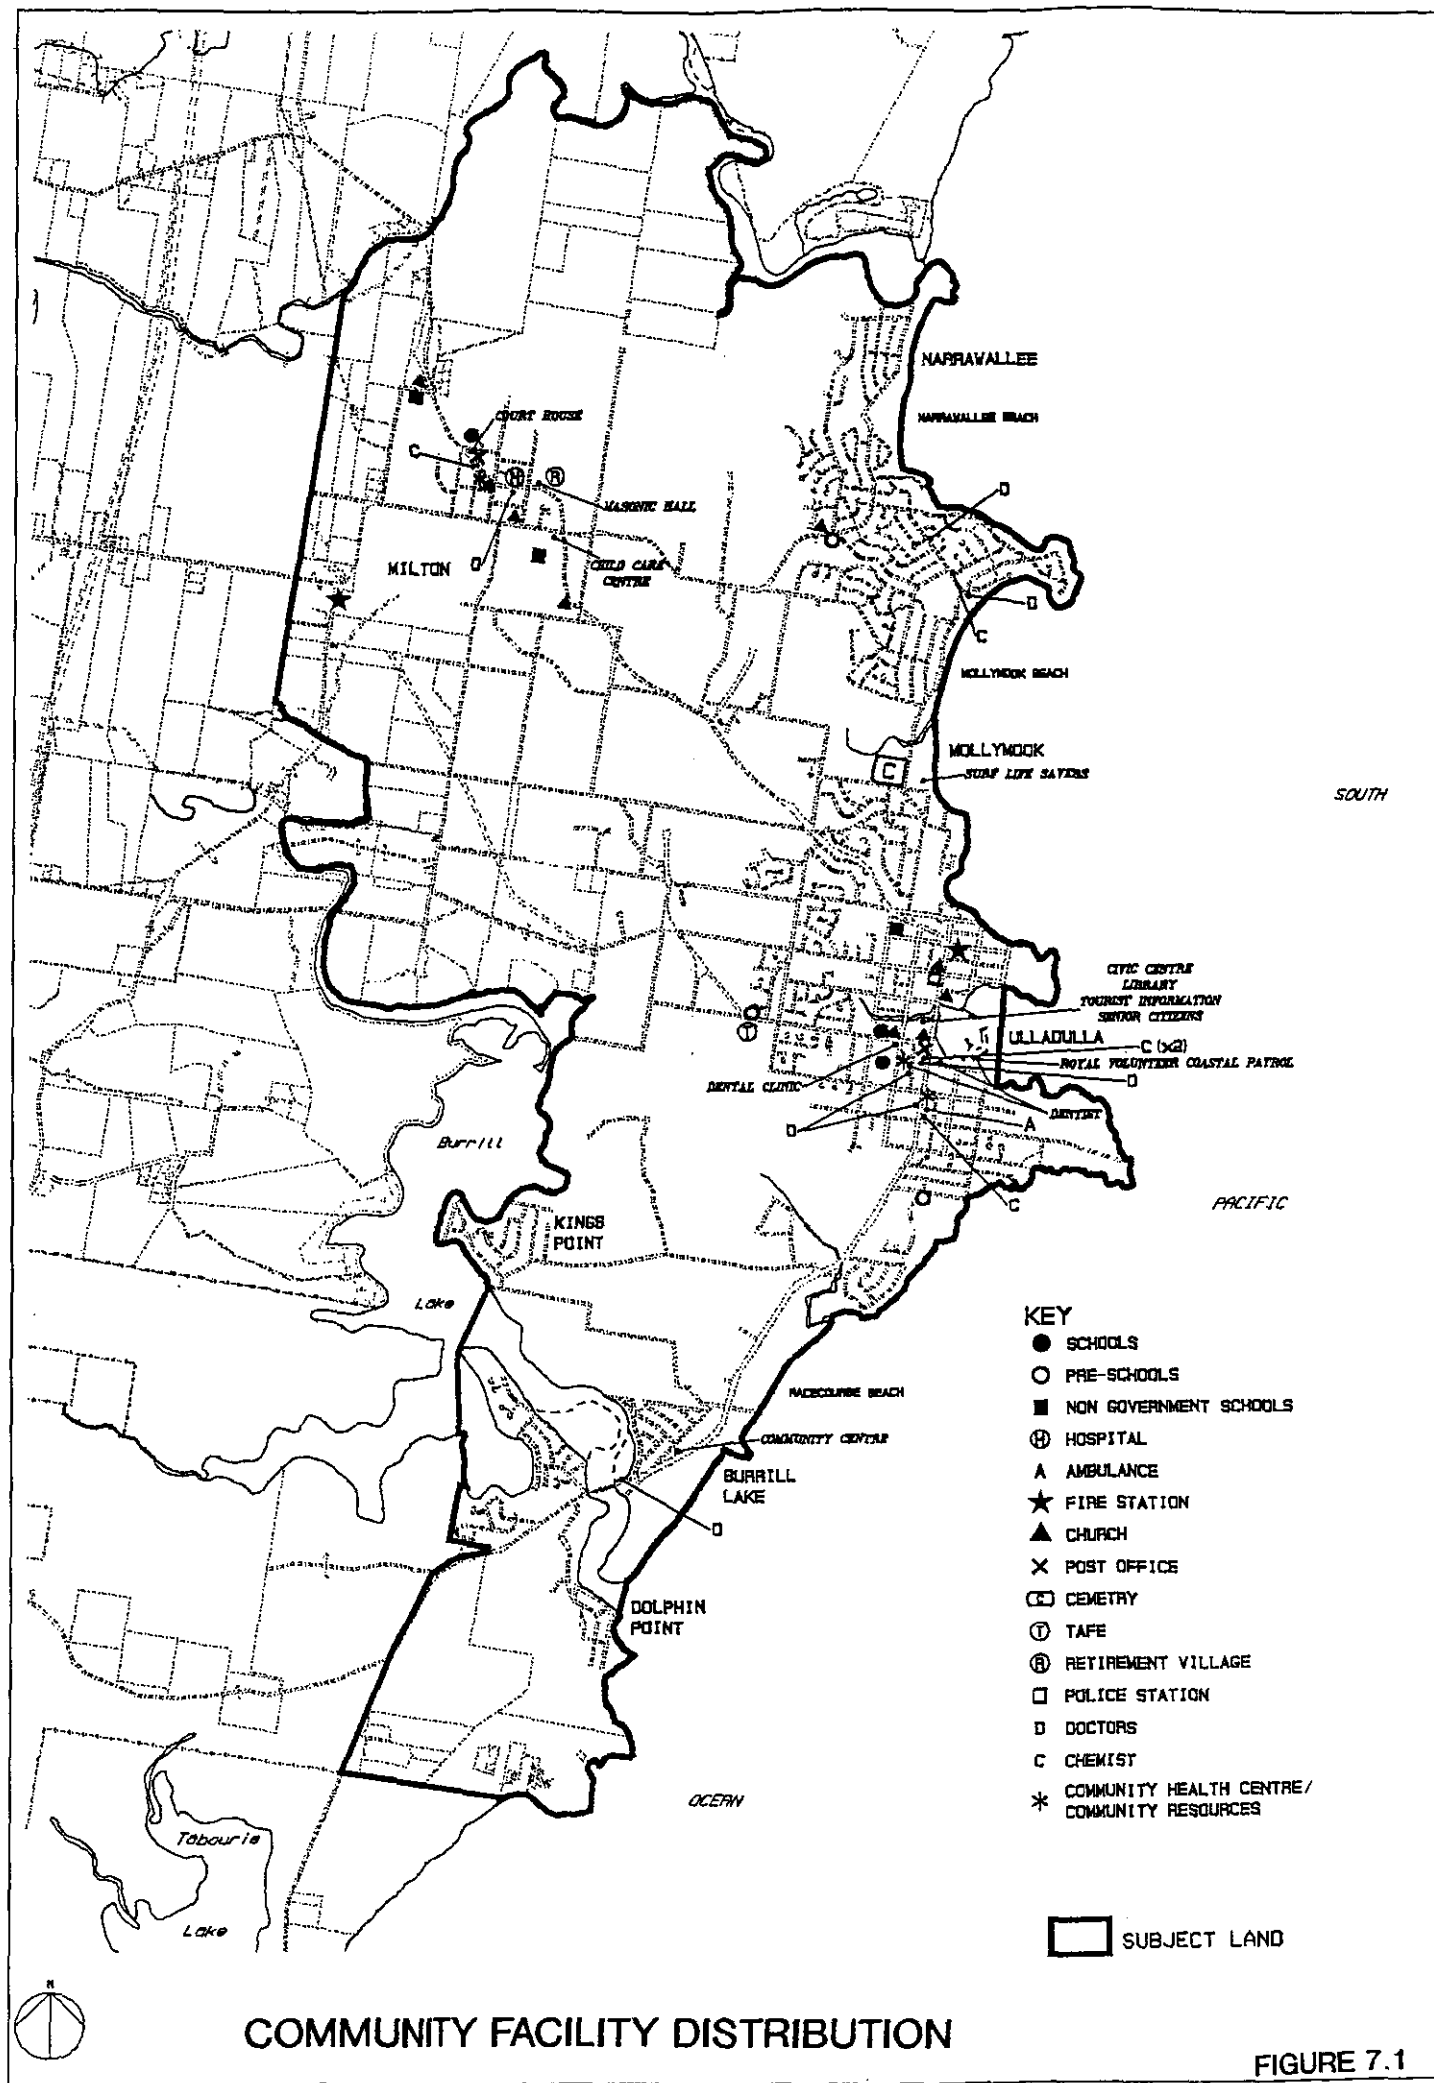 NARRAWALLEE
NARRAWALLEE BEACH
COURT HOUSE
C
H
R
MASONIC HALL
D
MILTON
D
CHILD CARE
CENTRE
D
C
MOLLYMOOK BEACH
MOLLYMOOK
C
SURF LIFE SAVERS
SOUTH
CIVIC CENTRE
LIBRARY
TOURIST INFORMATION
SENIOR CITIZENS
T
ULLADULLA
C (x2)
ROYAL VOLUNTEER COASTAL PATROL
DENTAL CLINIC
D
DENTIST
D
A
Burrill
C
PACIFIC
KINGS
POINT
Lake
RACECOURSE BEACH
COMMUNITY CENTRE
BURRILL
LAKE
D
DOLPHIN
POINT
OCEAN
Tabourie
Lake
KEY
SCHOOLS
PRE-SCHOOLS
NON GOVERNMENT SCHOOLS
H HOSPITAL
A AMBULANCE
FIRE STATION
CHURCH
POST OFFICE
C CEMETRY
T TAFE
R RETIREMENT VILLAGE
POLICE STATION
D DOCTORS
C CHEMIST
COMMUNITY HEALTH CENTRE/
COMMUNITY RESOURCES
SUBJECT LAND
N
COMMUNITY FACILITY DISTRIBUTION
FIGURE 7.1